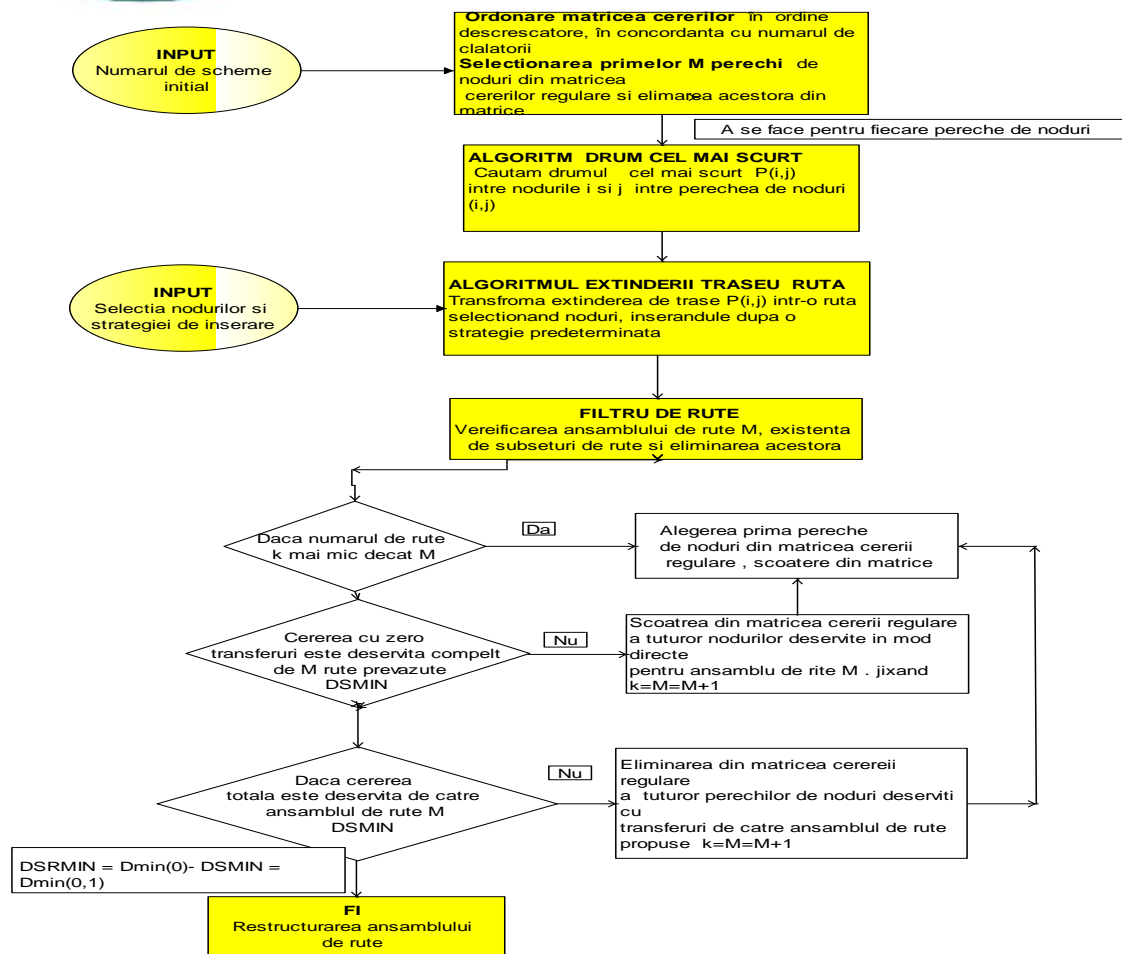 INPUT
Numarul de scheme
initial
Ordonare matricea cererilor în ordine
descrescatore, în concordanta cu numarul de
clalatorii
Selectionarea primelor M perechi de
noduri din matricea
cererilor regulare si elimarea acestora din
matrice
A se face pentru fiecare pereche de noduri
ALGORITM DRUM CEL MAI SCURT
Cautam drumul cel mai scurt P(i,j)
intre nodurile i si j intre perechea de noduri
(i,j)
INPUT
Selectia nodurilor si
strategiei de inserare
ALGORITMUL EXTINDERII TRASEU RUTA
Transfroma extinderea de trase P(i,j) intr-o ruta
selectionand noduri, inserandule dupa o
strategie predeterminata
FILTRU DE RUTE
Vereificarea ansamblului de rute M, existenta
de subseturi de rute si eliminarea acestora
Daca numarul de rute
k mai mic decat M
Da
Alegerea prima pereche
de noduri din matricea cererii
regulare , scoatere din matrice
Cererea cu zero
transferuri este deservita compelt
de M rute prevazute
DSMIN
Nu
Scoatrea din matricea cererii regulare
a tuturor nodurilor deservite in mod
directe
pentru ansamblu de rite M . jixand
k=M=M+1
Daca cererea
totala este deservita de catre
ansamblul de rute M
DSMIN
Nu
Eliminarea din matricea cerereii
regulare
a tuturor perechilor de noduri deserviti
cu
transferuri de catre ansamblul de rute
propuse k=M=M+1
DSRMIN = Dmin(0)- DSMIN =
Dmin(0,1)
FI
Restructurarea ansamblului
de rute